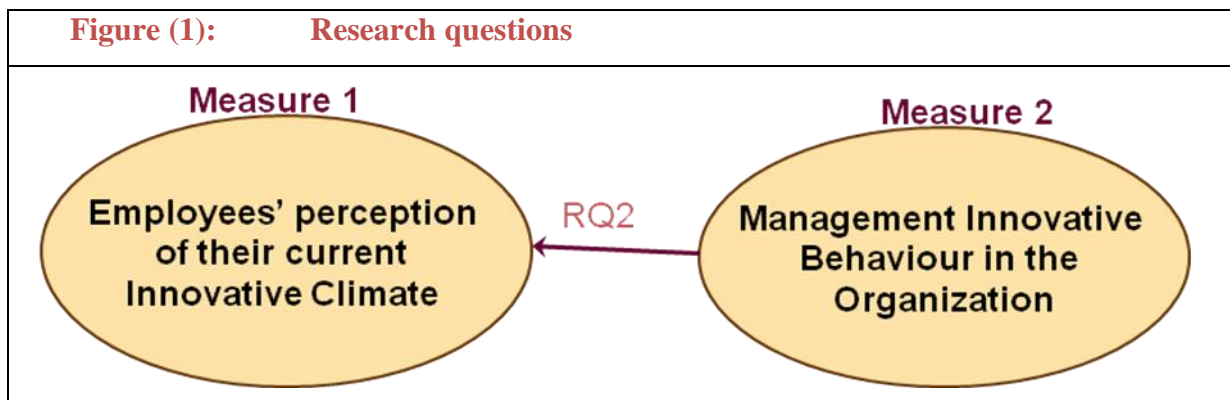 Figure (1): Research questions
Measure 1
Employees’ perception
of their current
Innovative Climate
RQ2
Measure 2
Management Innovative
Behaviour in the
Organization